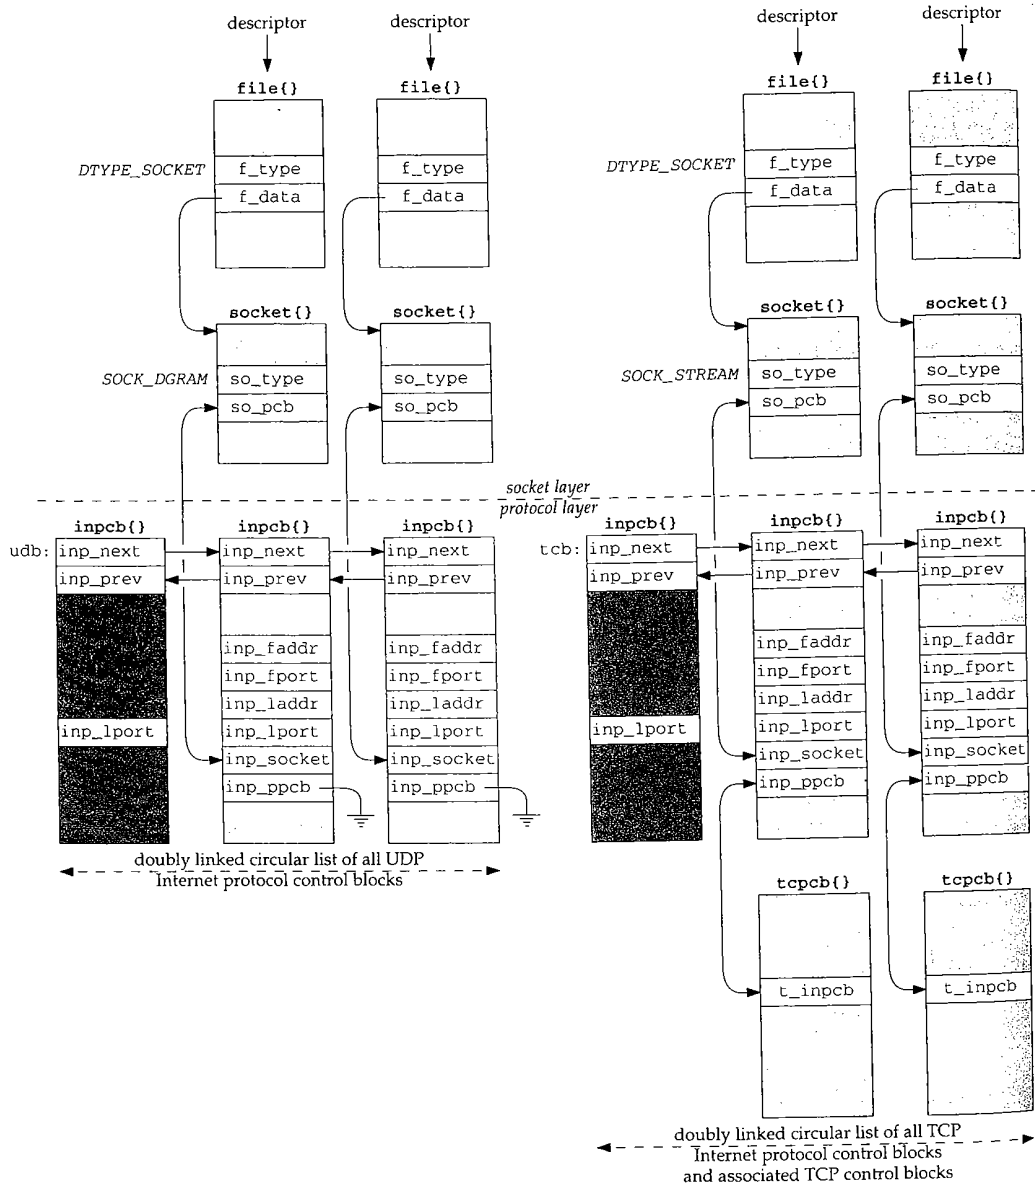 descriptor descriptor descriptor descriptor
file{} file{} file{} file{}
DTYPE_SOCKET f_type f_type DTYPE_SOCKET f_type f_type
f_data f_data f_data f_data
socket{} socket{} socket{} socket{}
SOCK_DGRAM so_type so_type SOCK_STREAM so_type so_type
so_pcb so_pcb so_pcb so_pcb
socket layer
protocol layer
inpcb{} inpcb{} inpcb{} inpcb{} inpcb{} inpcb{}
udb: inp_next inp_next inp_next tcb: inp_next inp_next inp_next
inp_prev inp_prev inp_prev inp_prev inp_prev inp_prev
inp_faddr inp_faddr inp_faddr inp_faddr
inp_fport inp_fport inp_fport inp_fport
inp_laddr inp_laddr inp_laddr inp_laddr
inp_lport inp_lport inp_lport inp_lport inp_lport inp_lport
inp_socket inp_socket inp_socket inp_socket
inp_ppcb inp_ppcb inp_ppcb inp_ppcb
doubly linked circular list of all UDP
Internet protocol control blocks
tcpcb{} tcpcb{}
t_inpcb t_inpcb
doubly linked circular list of all TCP
Internet protocol control blocks
and associated TCP control blocks